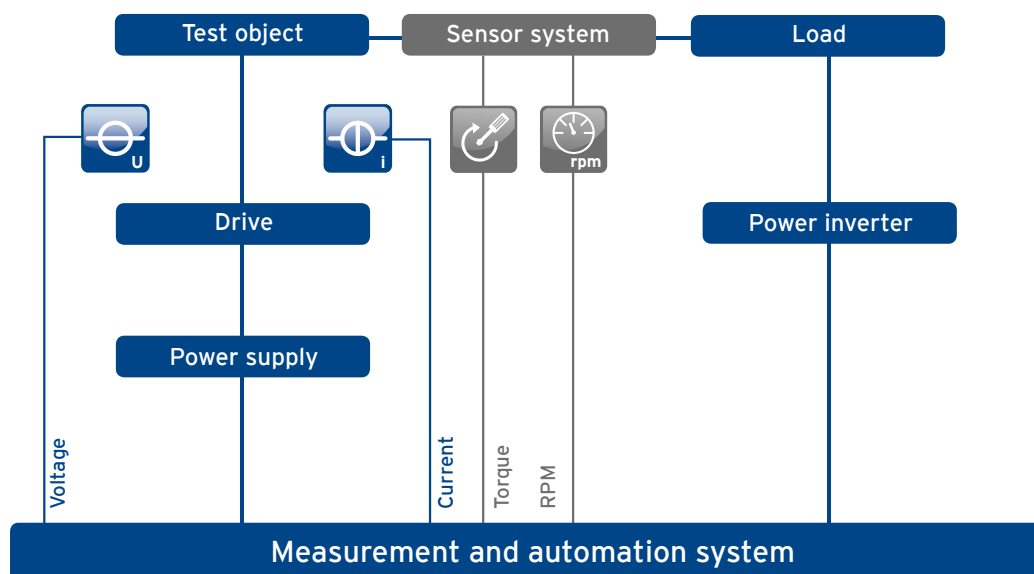 Test object
Sensor system
Load
U
i
rpm
Drive
Power inverter
Power supply
Voltage
Current
Torque
RPM
Measurement and automation system